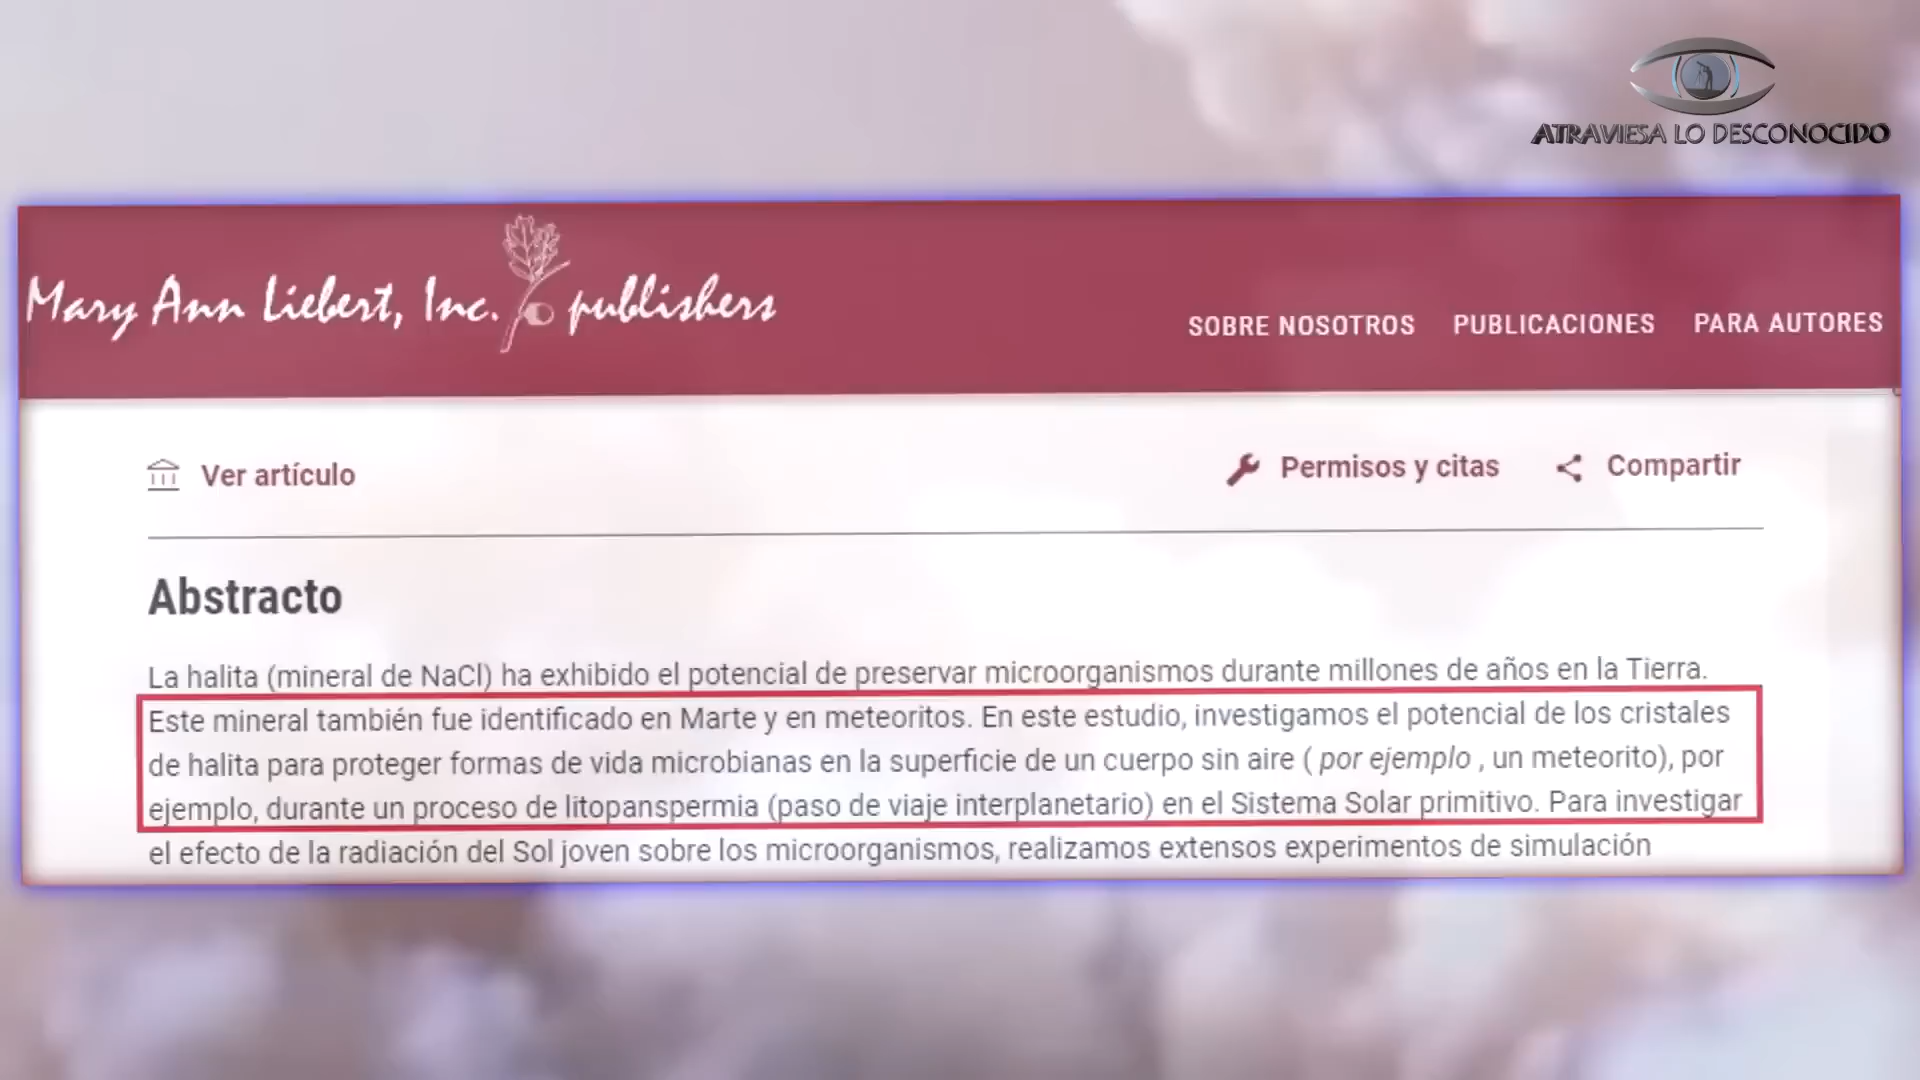 ATRAVIESA LO DESCONOCIDO
Mary Ann Liebert, Inc. publishers
SOBRE NOSOTROS PUBLICACIONES PARA AUTORES
Ver artículo Permisos y citas Compartir
Abstracto
La halita (mineral de NaCl) ha exhibido el potencial de preservar microorganismos durante millones de años en la Tierra.
Este mineral también fue identificado en Marte y en meteoritos. En este estudio, investigamos el potencial de los cristales
de halita para proteger formas de vida microbianas en la superficie de un cuerpo sin aire ( por ejemplo , un meteorito), por
ejemplo, durante un proceso de litopanspermia (paso de viaje interplanetario) en el Sistema Solar primitivo. Para investigar
el efecto de la radiación del Sol joven sobre los microorganismos, realizamos extensos experimentos de simulación